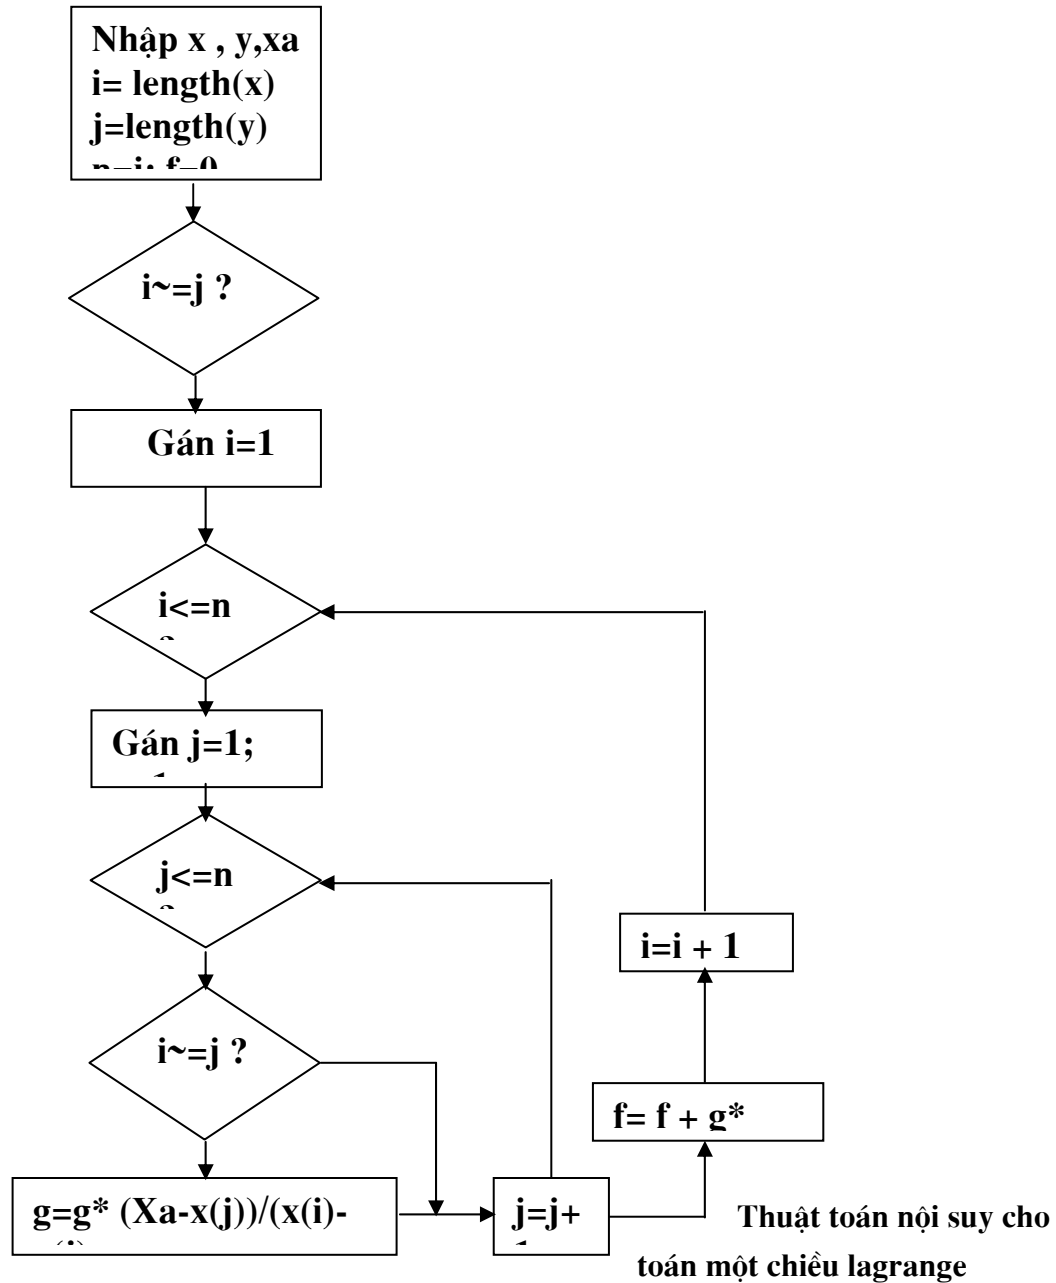 Nhập x , y,xa
i= length(x)
j=length(y)
n=i; f=0
i~=j ?
Gán i=1
i<=n
?
Gán j=1;
j<=n
?
i~=j ?
g=g* (Xa-x(j))/(x(i)-
j=j+
f= f + g*
i=i + 1
Thuật toán nội suy cho
toán một chiều lagrange